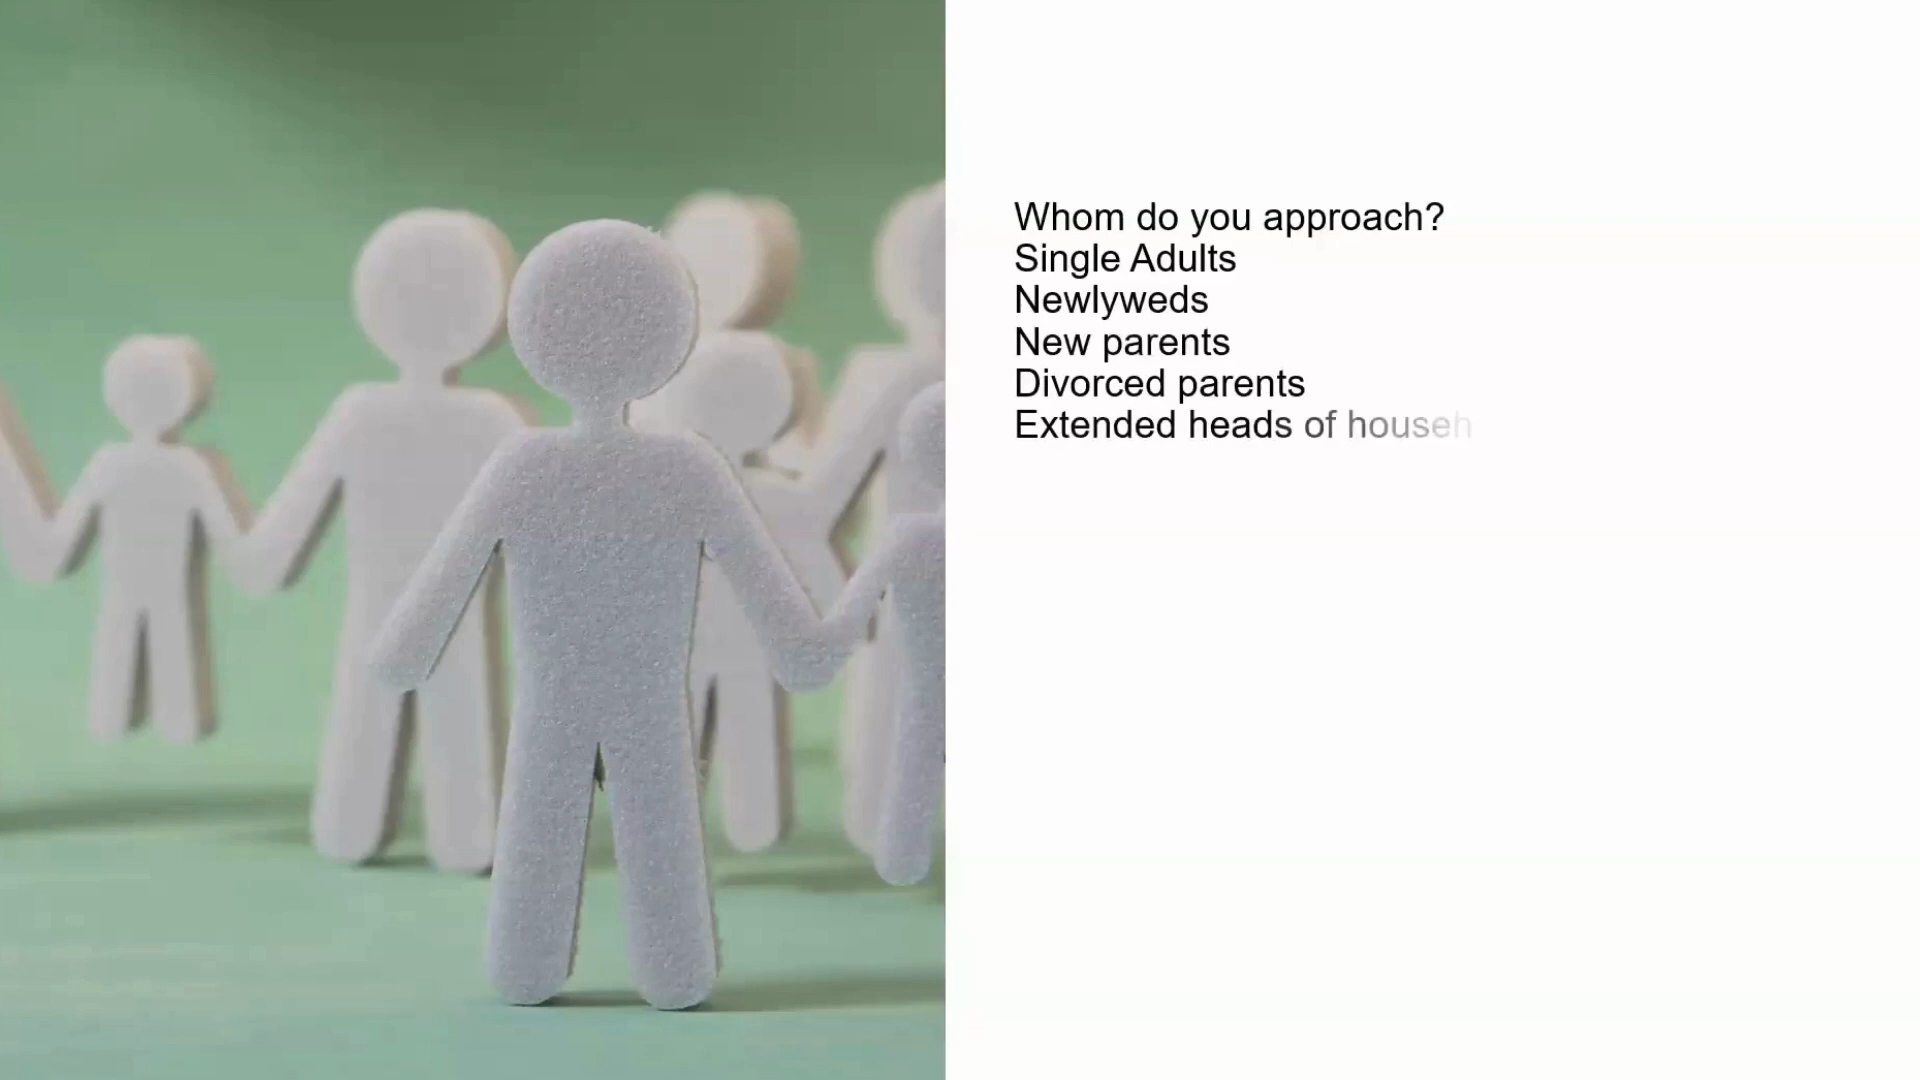 Whom do you approach?
Single Adults
Newlyweds
New parents
Divorced parents
Extended heads of househ